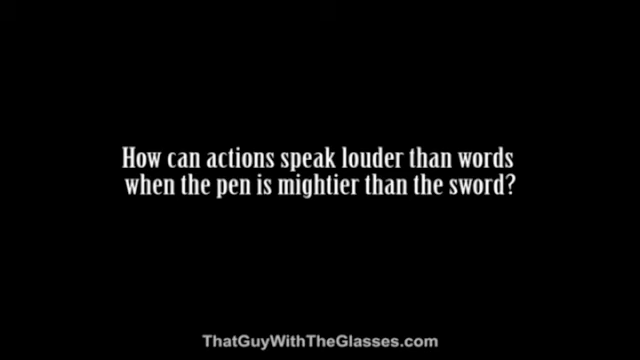 How can actions speak louder than words
when the pen is mightier than the sword?
ThatGuyWithTheGlasses.com